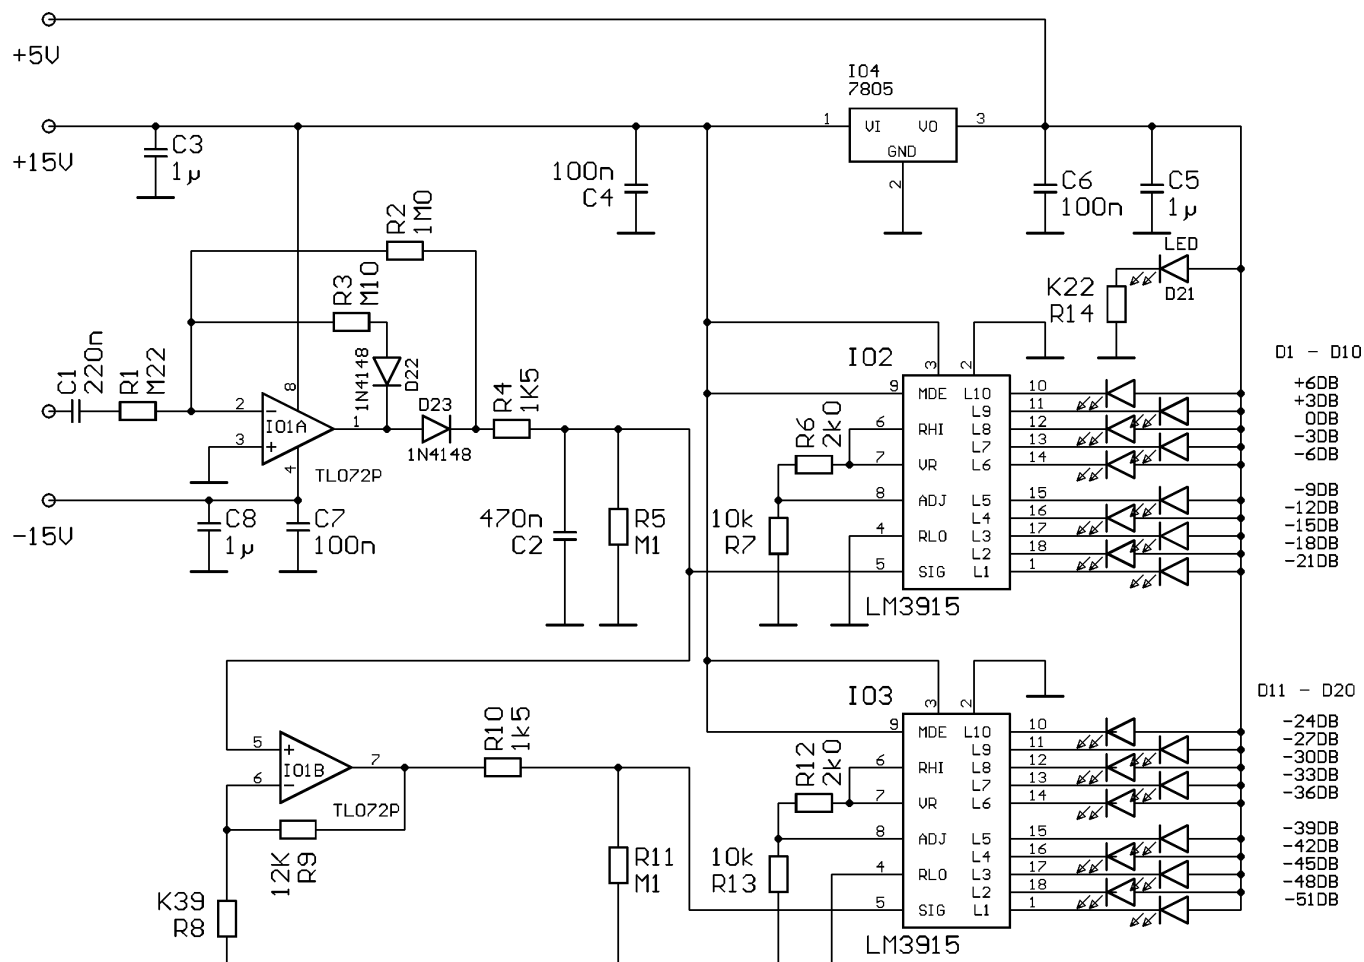 +5V
+15V
-15V
IO4
7805
1
VI
VO
3
GND
2
C3
1µ
100n
C4
C6
100n
C5
1µ
LED
D21
K22
R14
R2
1M0
R3
M10
1N4148
D22
C1
220n
R1
M22
2
3
8
4
1
IO1A
TL072P
D23
1N4148
R4
1K5
C8
1µ
C7
100n
470n
C2
R5
M1
IO2
3
2
9
MDE
L10
10
L9
11
6
RHI
L8
12
L7
13
7
VR
L6
14
8
ADJ
L5
15
L4
16
4
RLO
L3
17
L2
18
5
SIG
L1
1
LM3915
R6
2k0
10k
R7
D1 - D10
+6DB
+3DB
0DB
-3DB
-6DB
-9DB
-12DB
-15DB
-18DB
-21DB
5
6
7
IO1B
TL072P
R10
1k5
12K
R9
K39
R8
R11
M1
IO3
3
2
9
MDE
L10
10
L9
11
6
RHI
L8
12
L7
13
7
VR
L6
14
8
ADJ
L5
15
L4
16
4
RLO
L3
17
L2
18
5
SIG
L1
1
LM3915
R12
2k0
10k
R13
D11 - D20
-24DB
-27DB
-30DB
-33DB
-36DB
-39DB
-42DB
-45DB
-48DB
-51DB